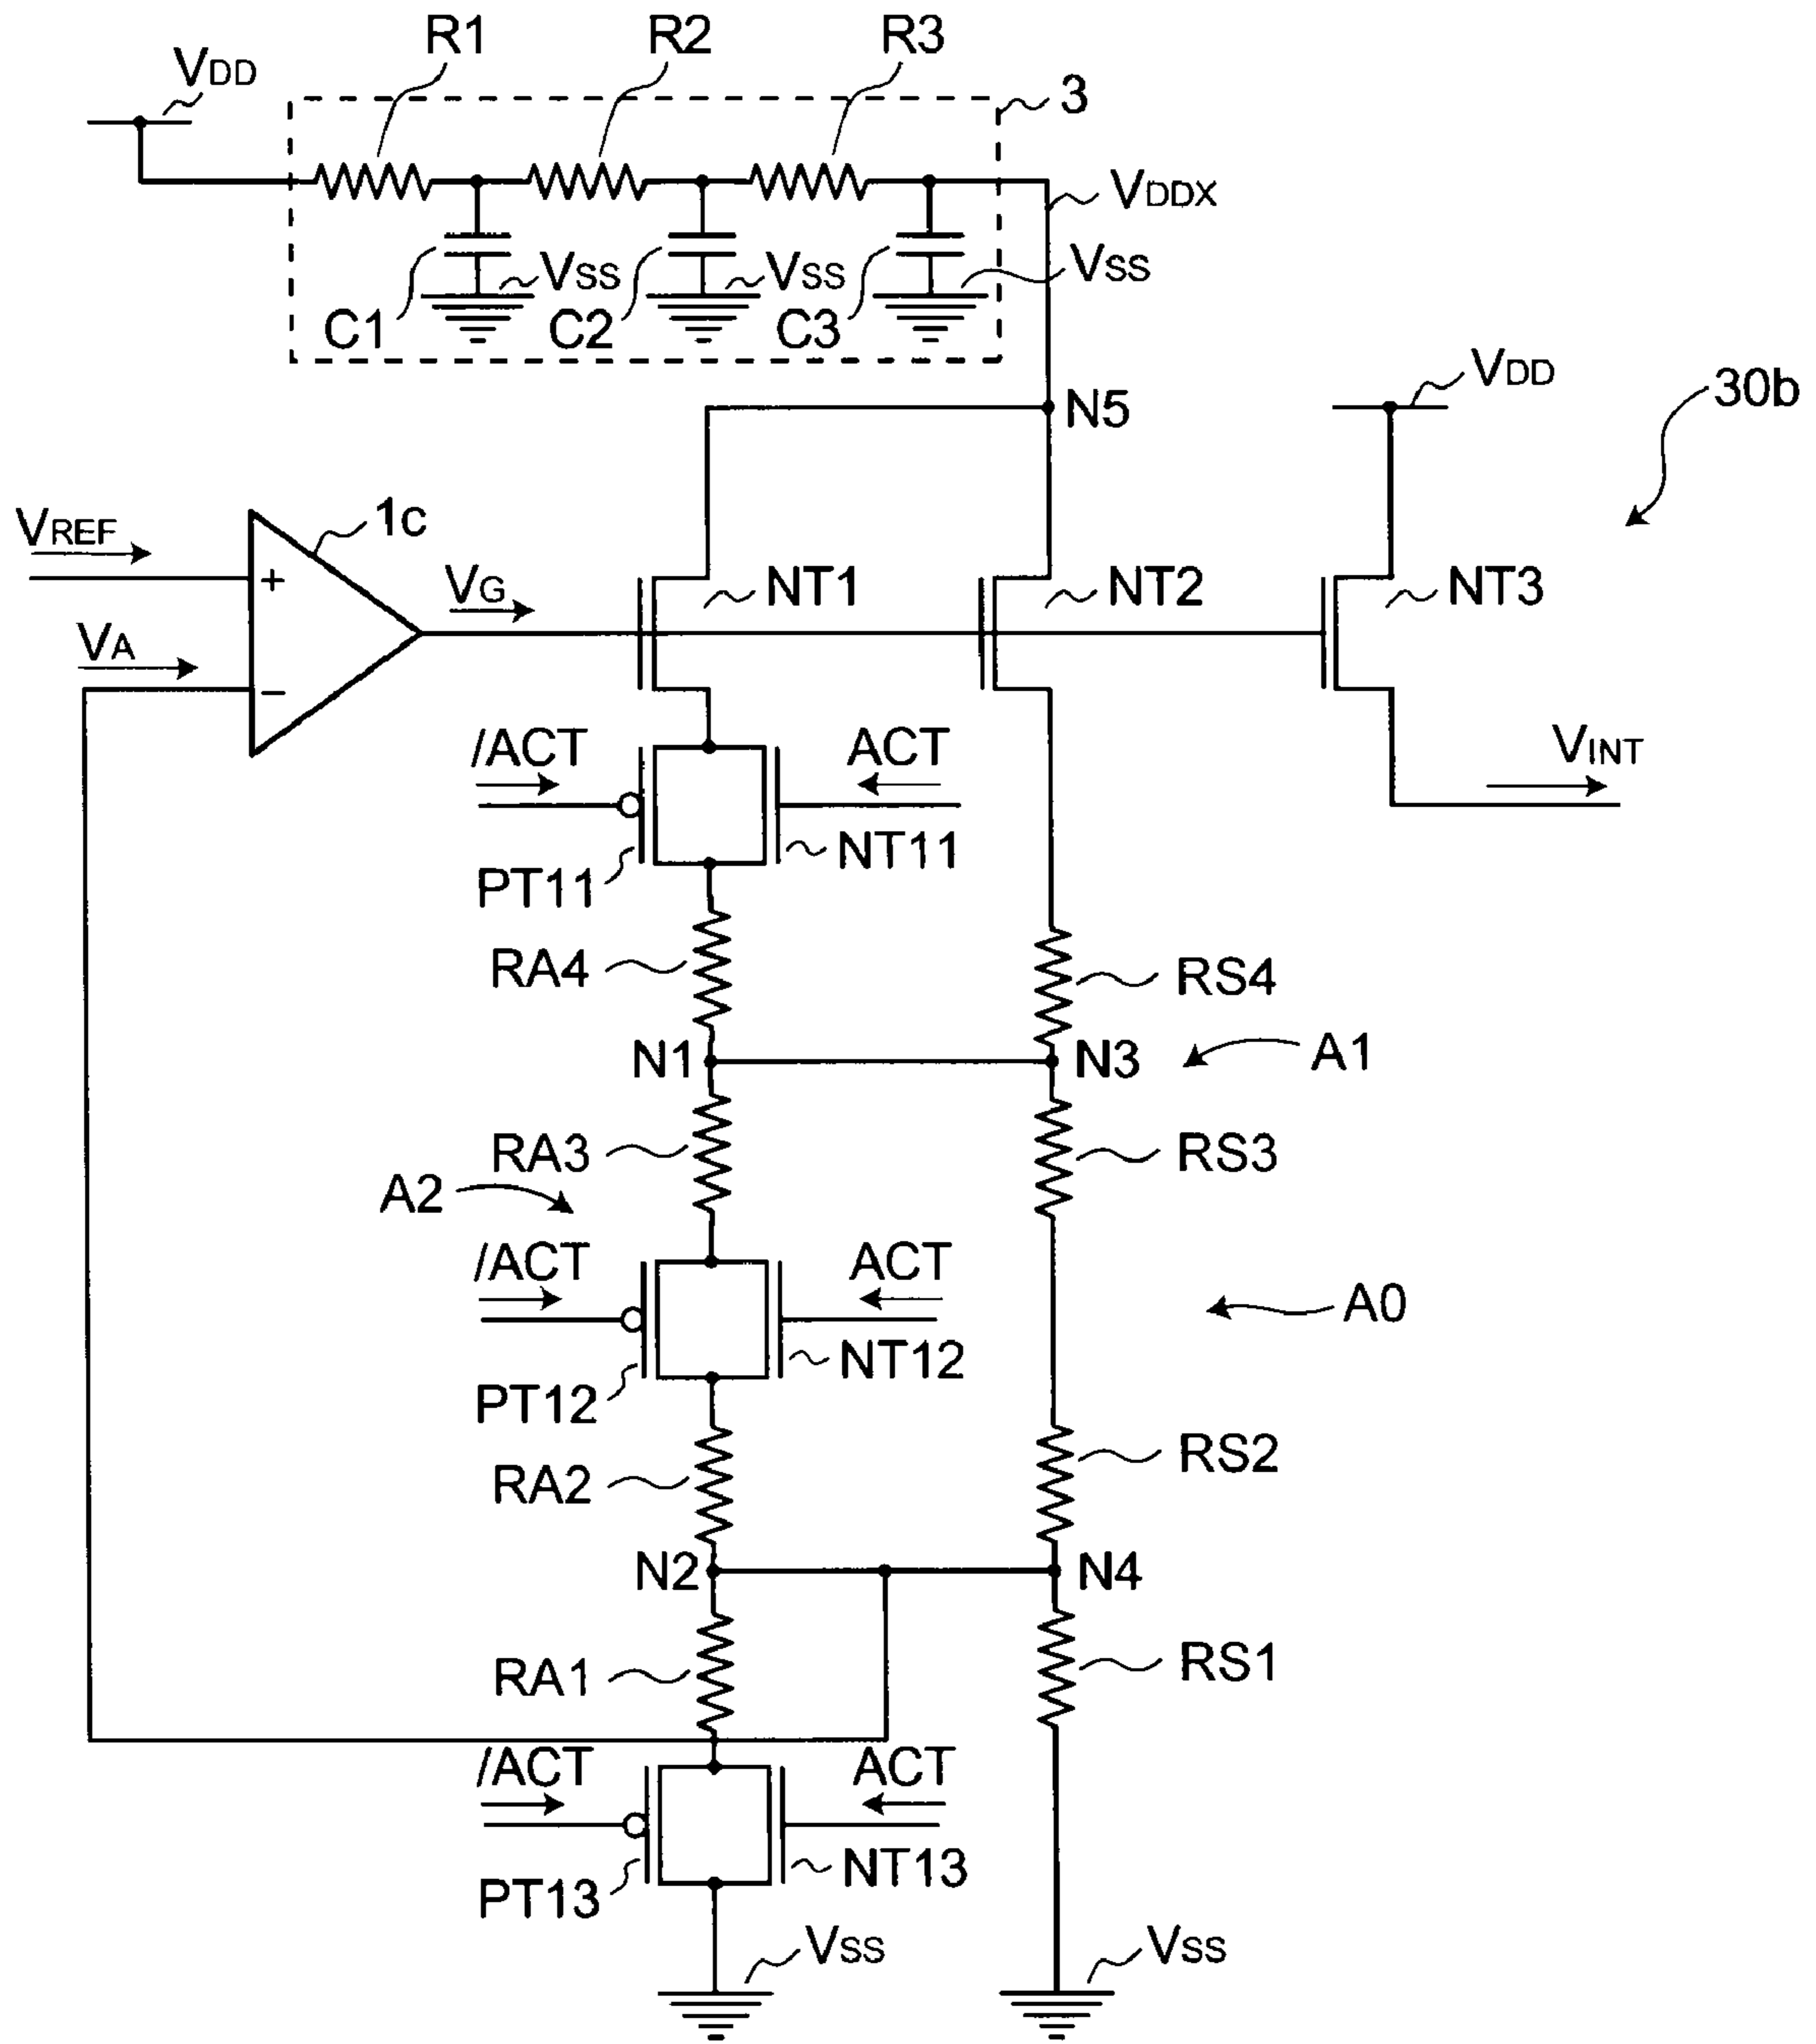 R1 R2 R3
VDD
3
VDDX
VSS VSS VSS
C1 C2 C3
VDD
30b
N5
VREF
1c
+
VG
NT1 NT2 NT3
VA
−
/ACT ACT
VINT
PT11 NT11
RA4 RS4
N1 N3 A1
RA3 RS3
A2
/ACT ACT
A0
PT12 NT12
RA2 RS2
N2 N4
RA1 RS1
/ACT ACT
PT13 NT13
VSS VSS